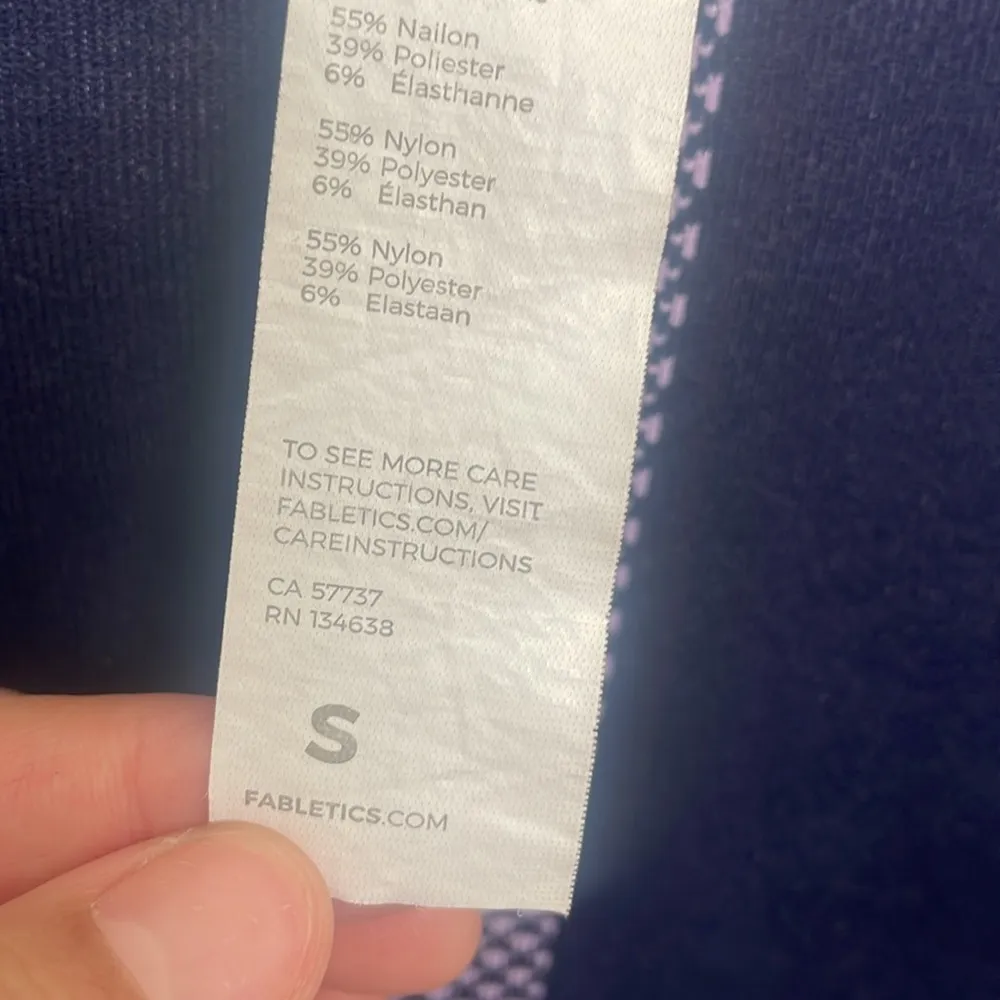 55% Nailon
39% Poliester
6% Élasthanne
55% Nylon
39% Polyester
6% Élasthan
55% Nylon
39% Polyester
6% Elastaan
TO SEE MORE CARE
INSTRUCTIONS, VISIT
FABLETICS.COM/
CAREINSTRUCTIONS
CA 57737
RN 134638
S
FABLETICS.COM